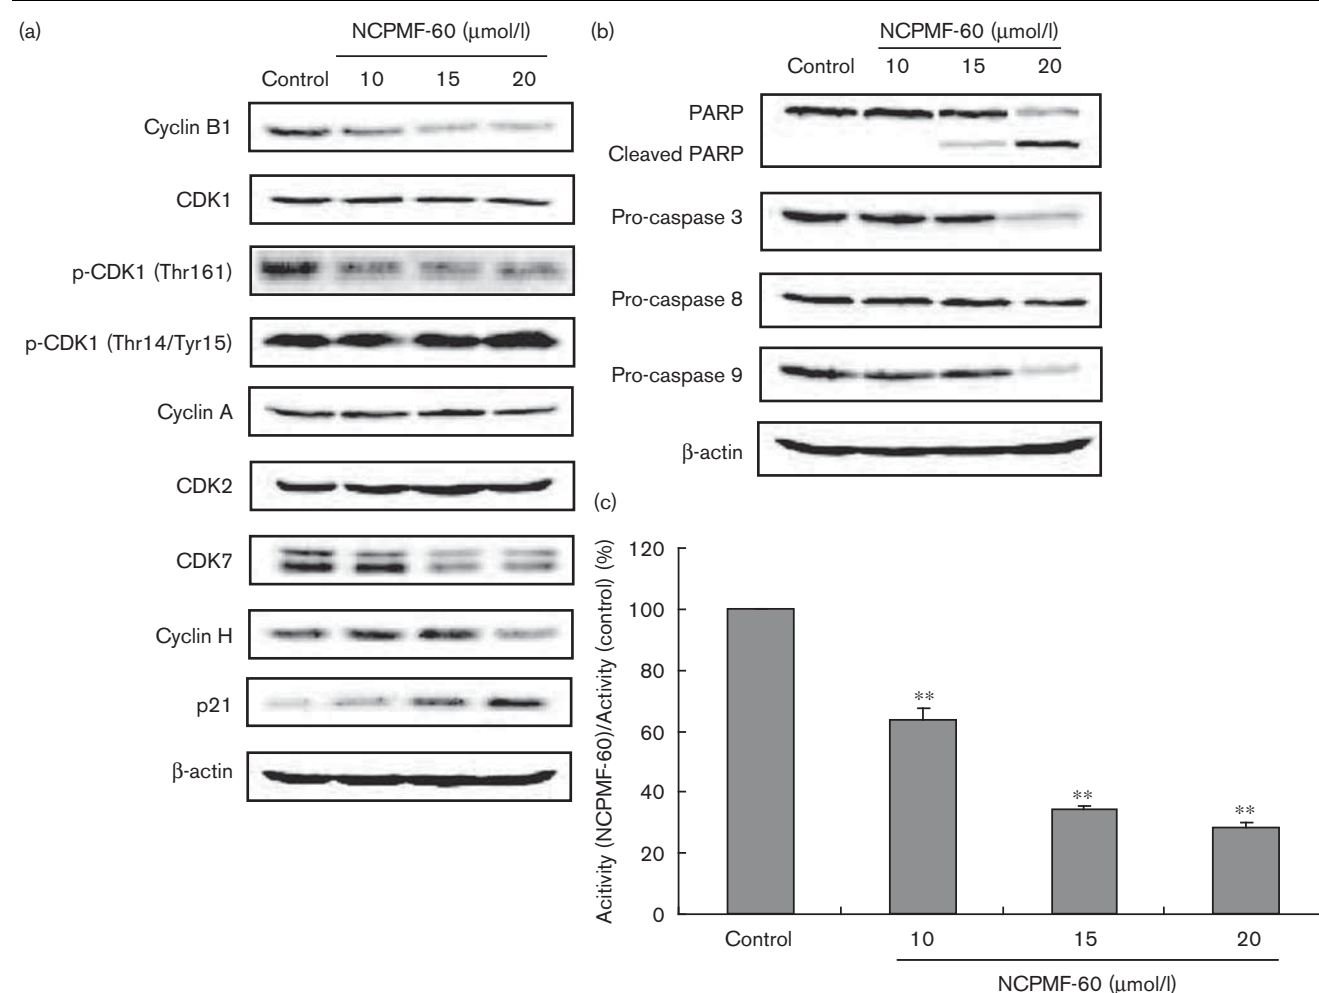 (a)
NCPMF-60 (μmol/l)
Control 10 15 20
Cyclin B1
CDK1
p-CDK1 (Thr161)
p-CDK1 (Thr14/Tyr15)
Cyclin A
CDK2
CDK7
Cyclin H
p21
β-actin
(b)
NCPMF-60 (μmol/l)
Control 10 15 20
PARP
Cleaved PARP
Pro-caspase 3
Pro-caspase 8
Pro-caspase 9
β-actin
(c)
Acitivity (NCPMF-60)/Activity (control) (%)
120
100
80
60
40
20
0
**
**
**
Control 10 15 20
NCPMF-60 (μmol/l)